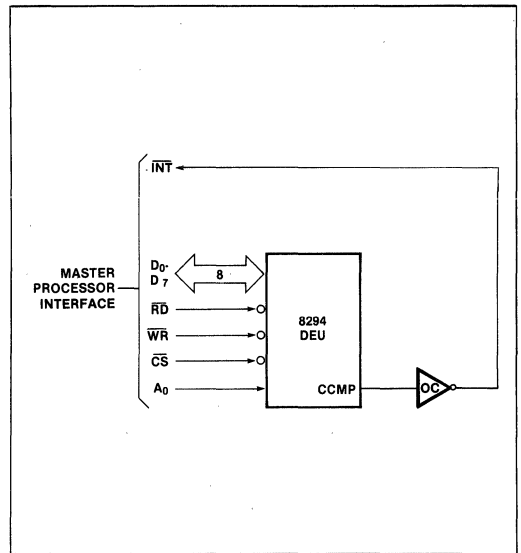 INT
D0-
D7
8
MASTER
PROCESSOR
INTERFACE
RD
WR
CS
A0
8294
DEU
CCMP
OC